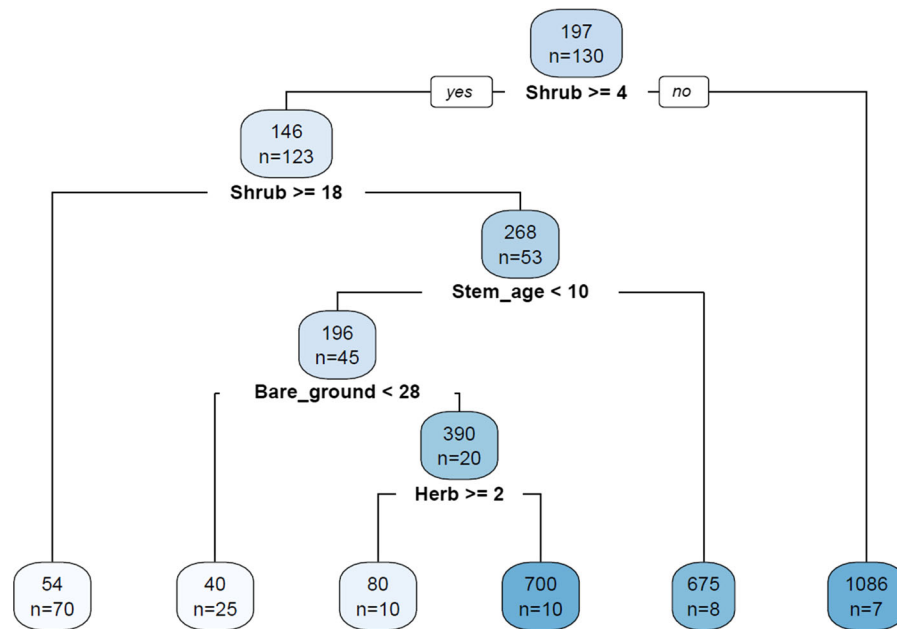 197
n=130
yes
Shrub >= 4
no
146
n=123
Shrub >= 18
268
n=53
Stem_age < 10
196
n=45
Bare_ground < 28
390
n=20
Herb >= 2
54
n=70
40
n=25
80
n=10
700
n=10
675
n=8
1086
n=7